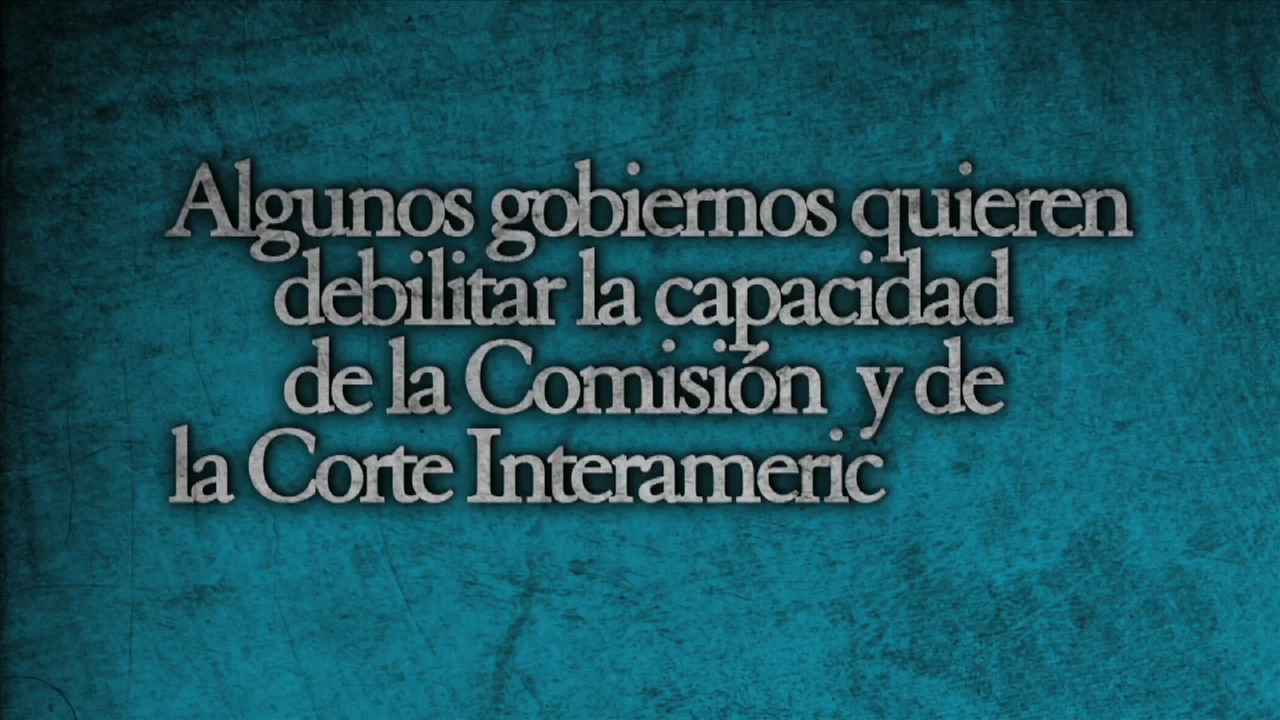 Algunos gobiernos quieren
debilitar la capacidad
de la Comisión y de
la Corte Interameric